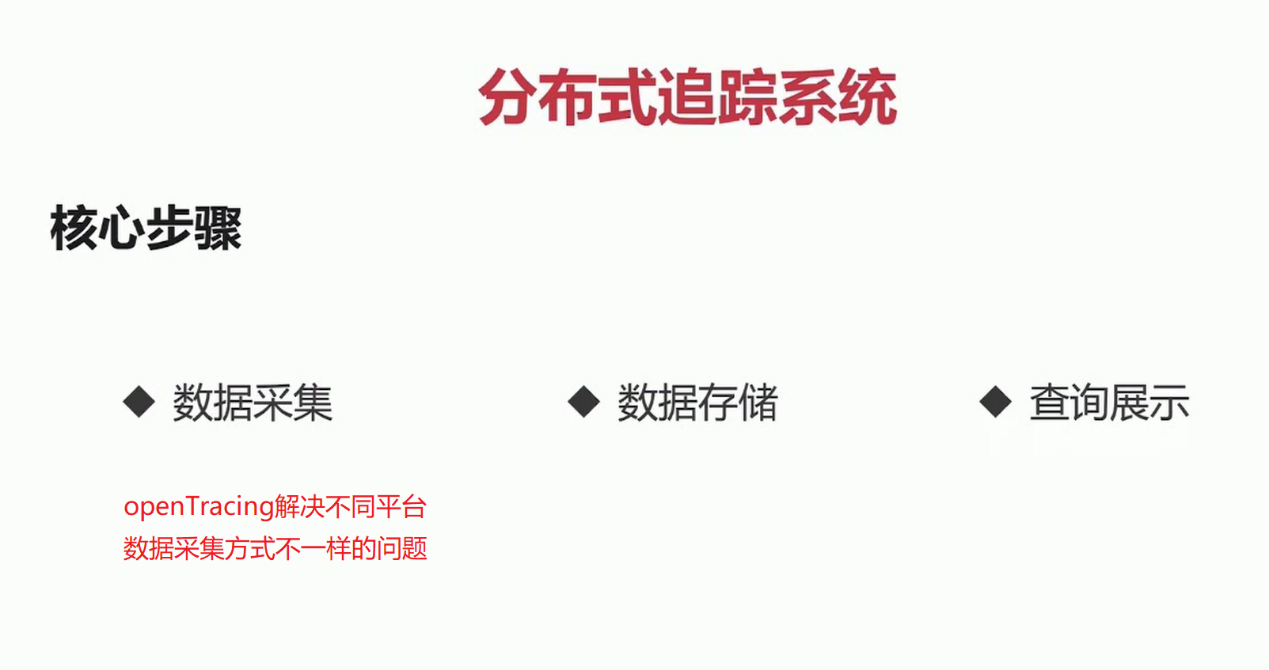 分布式追踪系统
核心步骤
◆ 数据采集
◆ 数据存储
◆ 查询展示
openTracing解决不同平台
数据采集方式不一样的问题